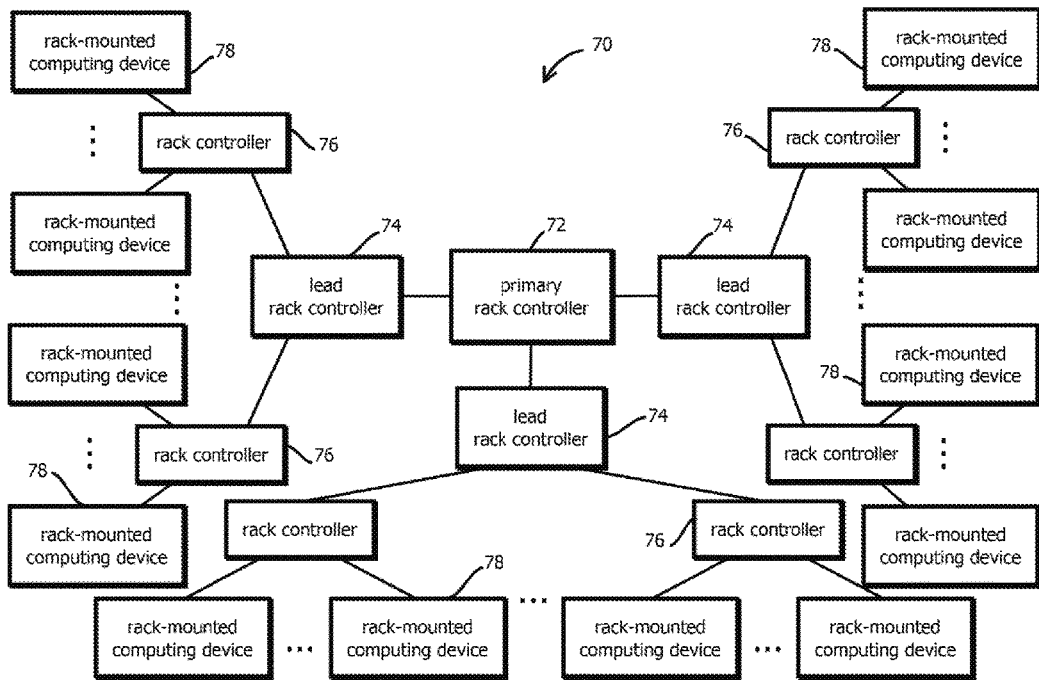 rack-mounted
computing device
78
70
78
rack-mounted
computing device
rack controller
76
76
rack controller
rack-mounted
computing device
rack-mounted
computing device
74
72
74
lead
rack controller
primary
rack controller
lead
rack controller
rack-mounted
computing device
rack-mounted
computing device
78
lead
rack controller
74
rack controller
76
rack controller
78
rack-mounted
computing device
rack controller
76
rack controller
rack-mounted
computing device
78
rack-mounted
computing device
rack-mounted
computing device
rack-mounted
computing device
rack-mounted
computing device